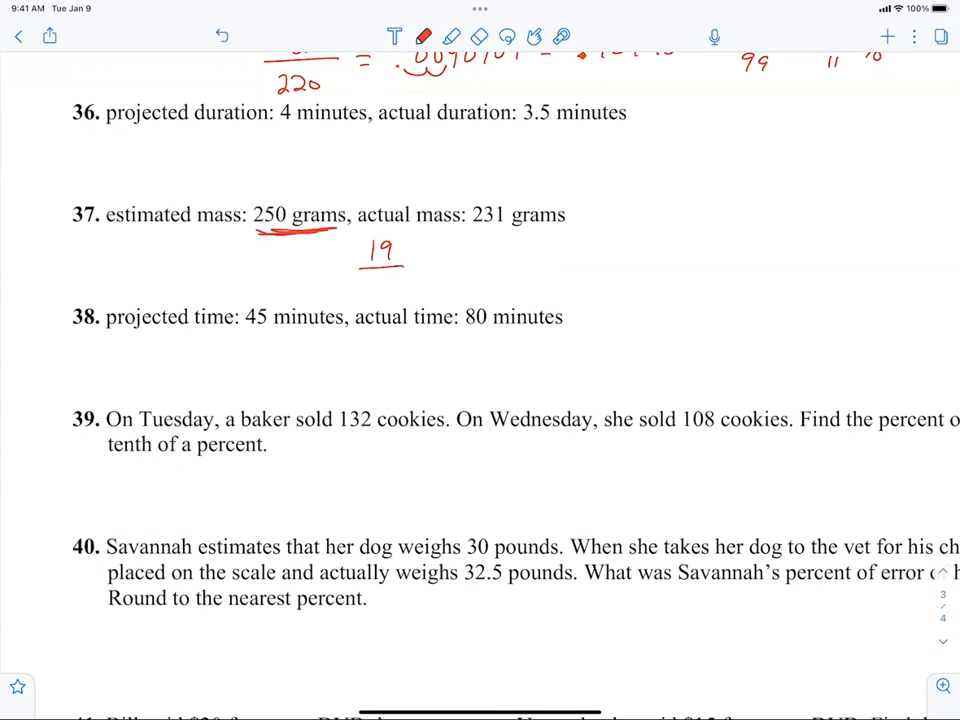 9:41 AM Tue Jan 9
100%
220
=
99
36. projected duration: 4 minutes, actual duration: 3.5 minutes
37. estimated mass: 250 grams, actual mass: 231 grams
19
38. projected time: 45 minutes, actual time: 80 minutes
39. On Tuesday, a baker sold 132 cookies. On Wednesday, she sold 108 cookies. Find the percent
tenth of a percent.
40. Savannah estimates that her dog weighs 30 pounds. When she takes her dog to the vet for his
placed on the scale and actually weighs 32.5 pounds. What was Savannah’s percent of error
Round to the nearest percent.
3
/
4